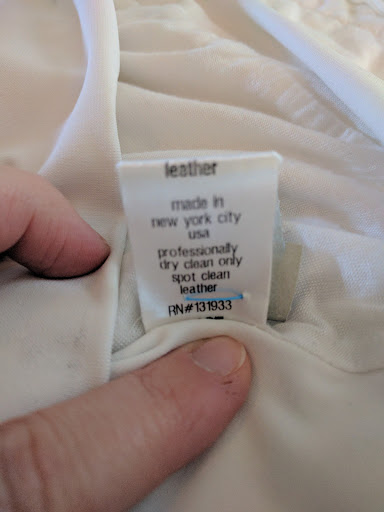 leather
made in
new york city
usa
professionally
dry clean only
spot clean
leather
RN#131933